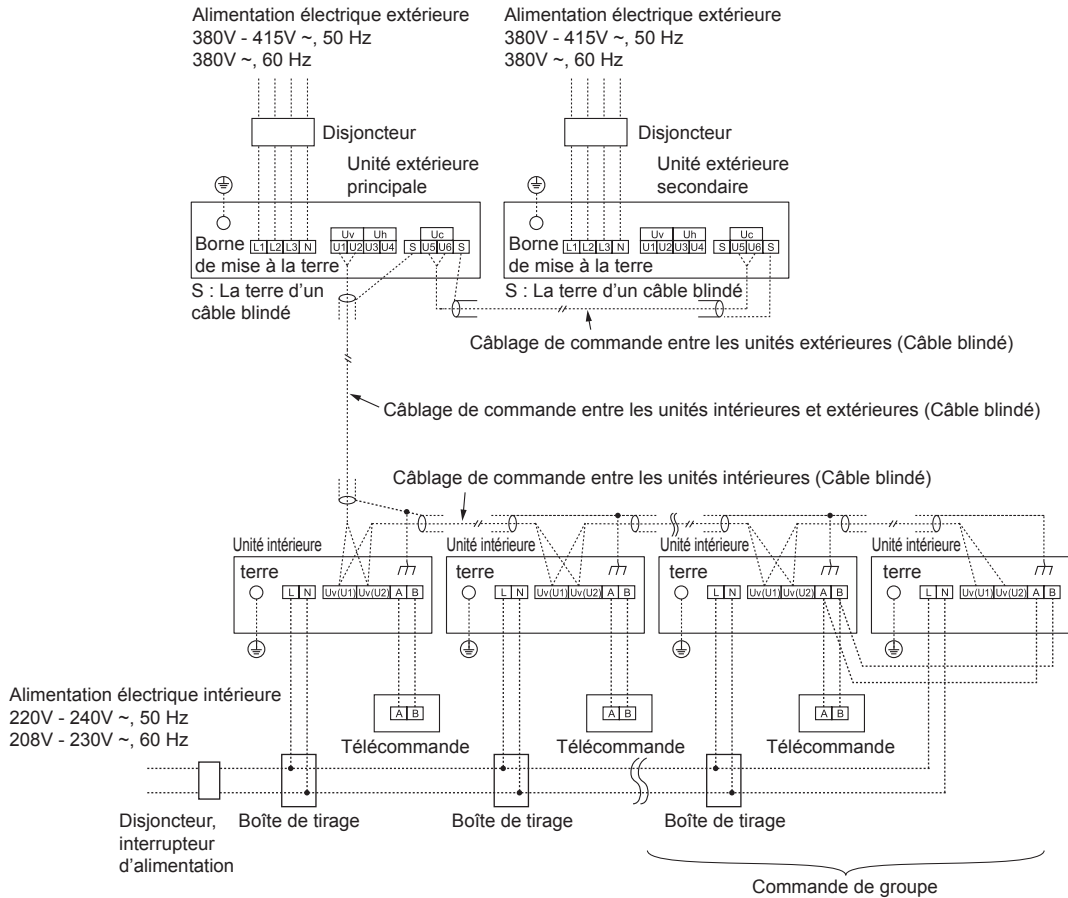 Alimentation électrique extérieure
380V - 415V ~, 50 Hz
380V ~, 60 Hz
Alimentation électrique extérieure
380V - 415V ~, 50 Hz
380V ~, 60 Hz
Disjoncteur
Disjoncteur
Unité extérieure
principale
Unité extérieure
secondaire
Borne
de mise à la terre
L1 L2 L3 N
Uv Uh
U1 U2 U3 U4
Uc
S U5 U6 S
Borne
de mise à la terre
L1 L2 L3 N
Uv Uh
U1 U2 U3 U4
Uc
S U5 U6 S
S : La terre d'un
câble blindé
S : La terre d'un câble blindé
Câblage de commande entre les unités extérieures (Câble blindé)
Câblage de commande entre les unités intérieures et extérieures (Câble blindé)
Câblage de commande entre les unités intérieures (Câble blindé)
Unité intérieure
Unité intérieure
Unité intérieure
Unité intérieure
terre
L N Uv(U1) Uv(U2) A B
terre
L N Uv(U1) Uv(U2) A B
terre
L N Uv(U1) Uv(U2) A B
terre
L N Uv(U1) Uv(U2) A B
Alimentation électrique intérieure
220V - 240V ~, 50 Hz
208V - 230V ~, 60 Hz
A B
Télécommande
A B
Télécommande
A B
Télécommande
Disjoncteur,
interrupteur
d'alimentation
Boîte de tirage
Boîte de tirage
Boîte de tirage
Commande de groupe